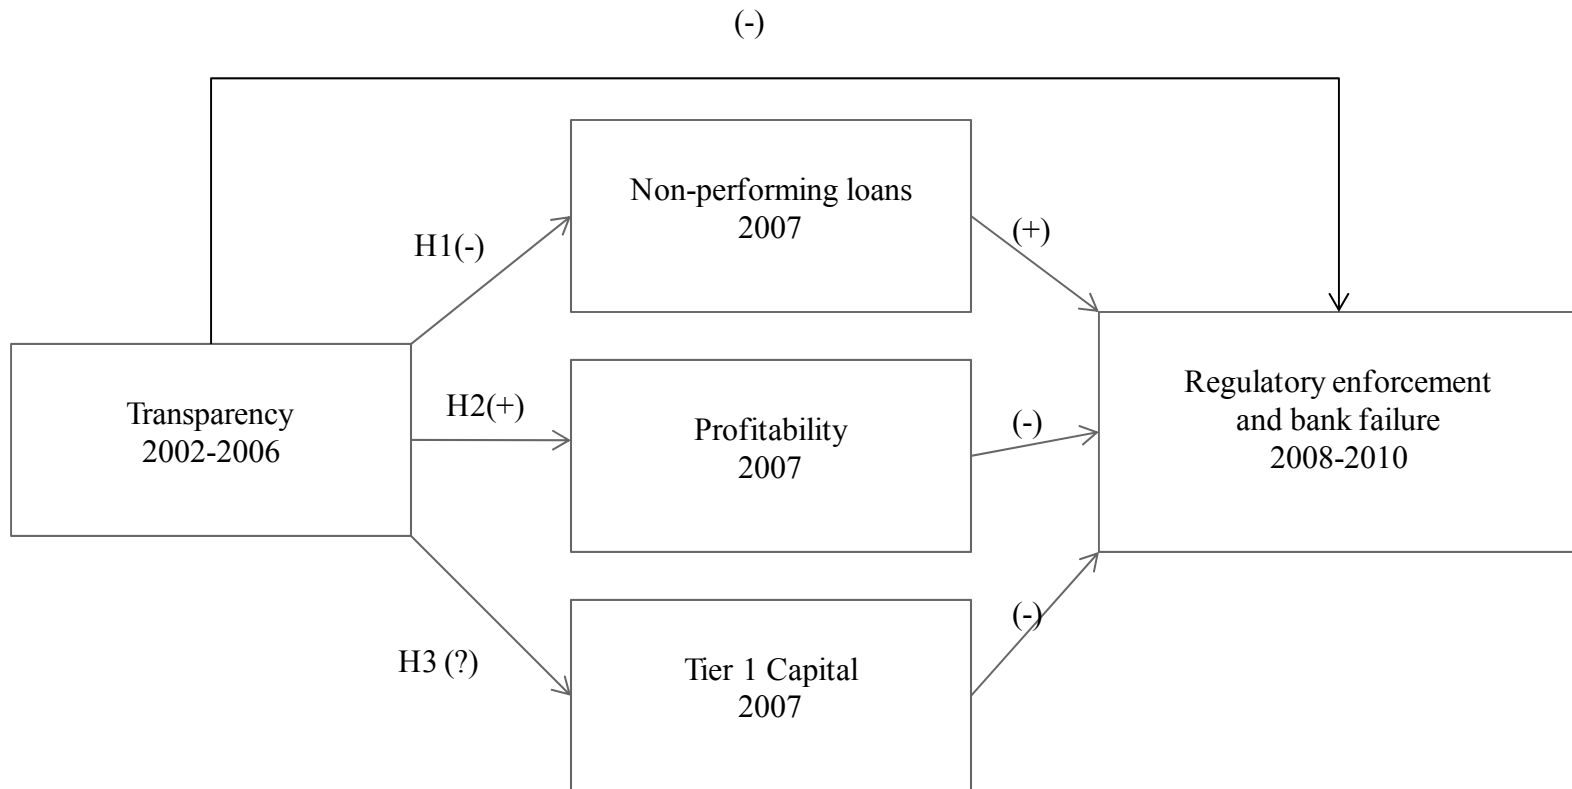 (-)
Non-performing loans
2007
H1(-)
(+)
Transparency
2002-2006
H2(+)
Profitability
2007
(-)
Regulatory enforcement
and bank failure
2008-2010
H3 (?)
Tier 1 Capital
2007
(-)